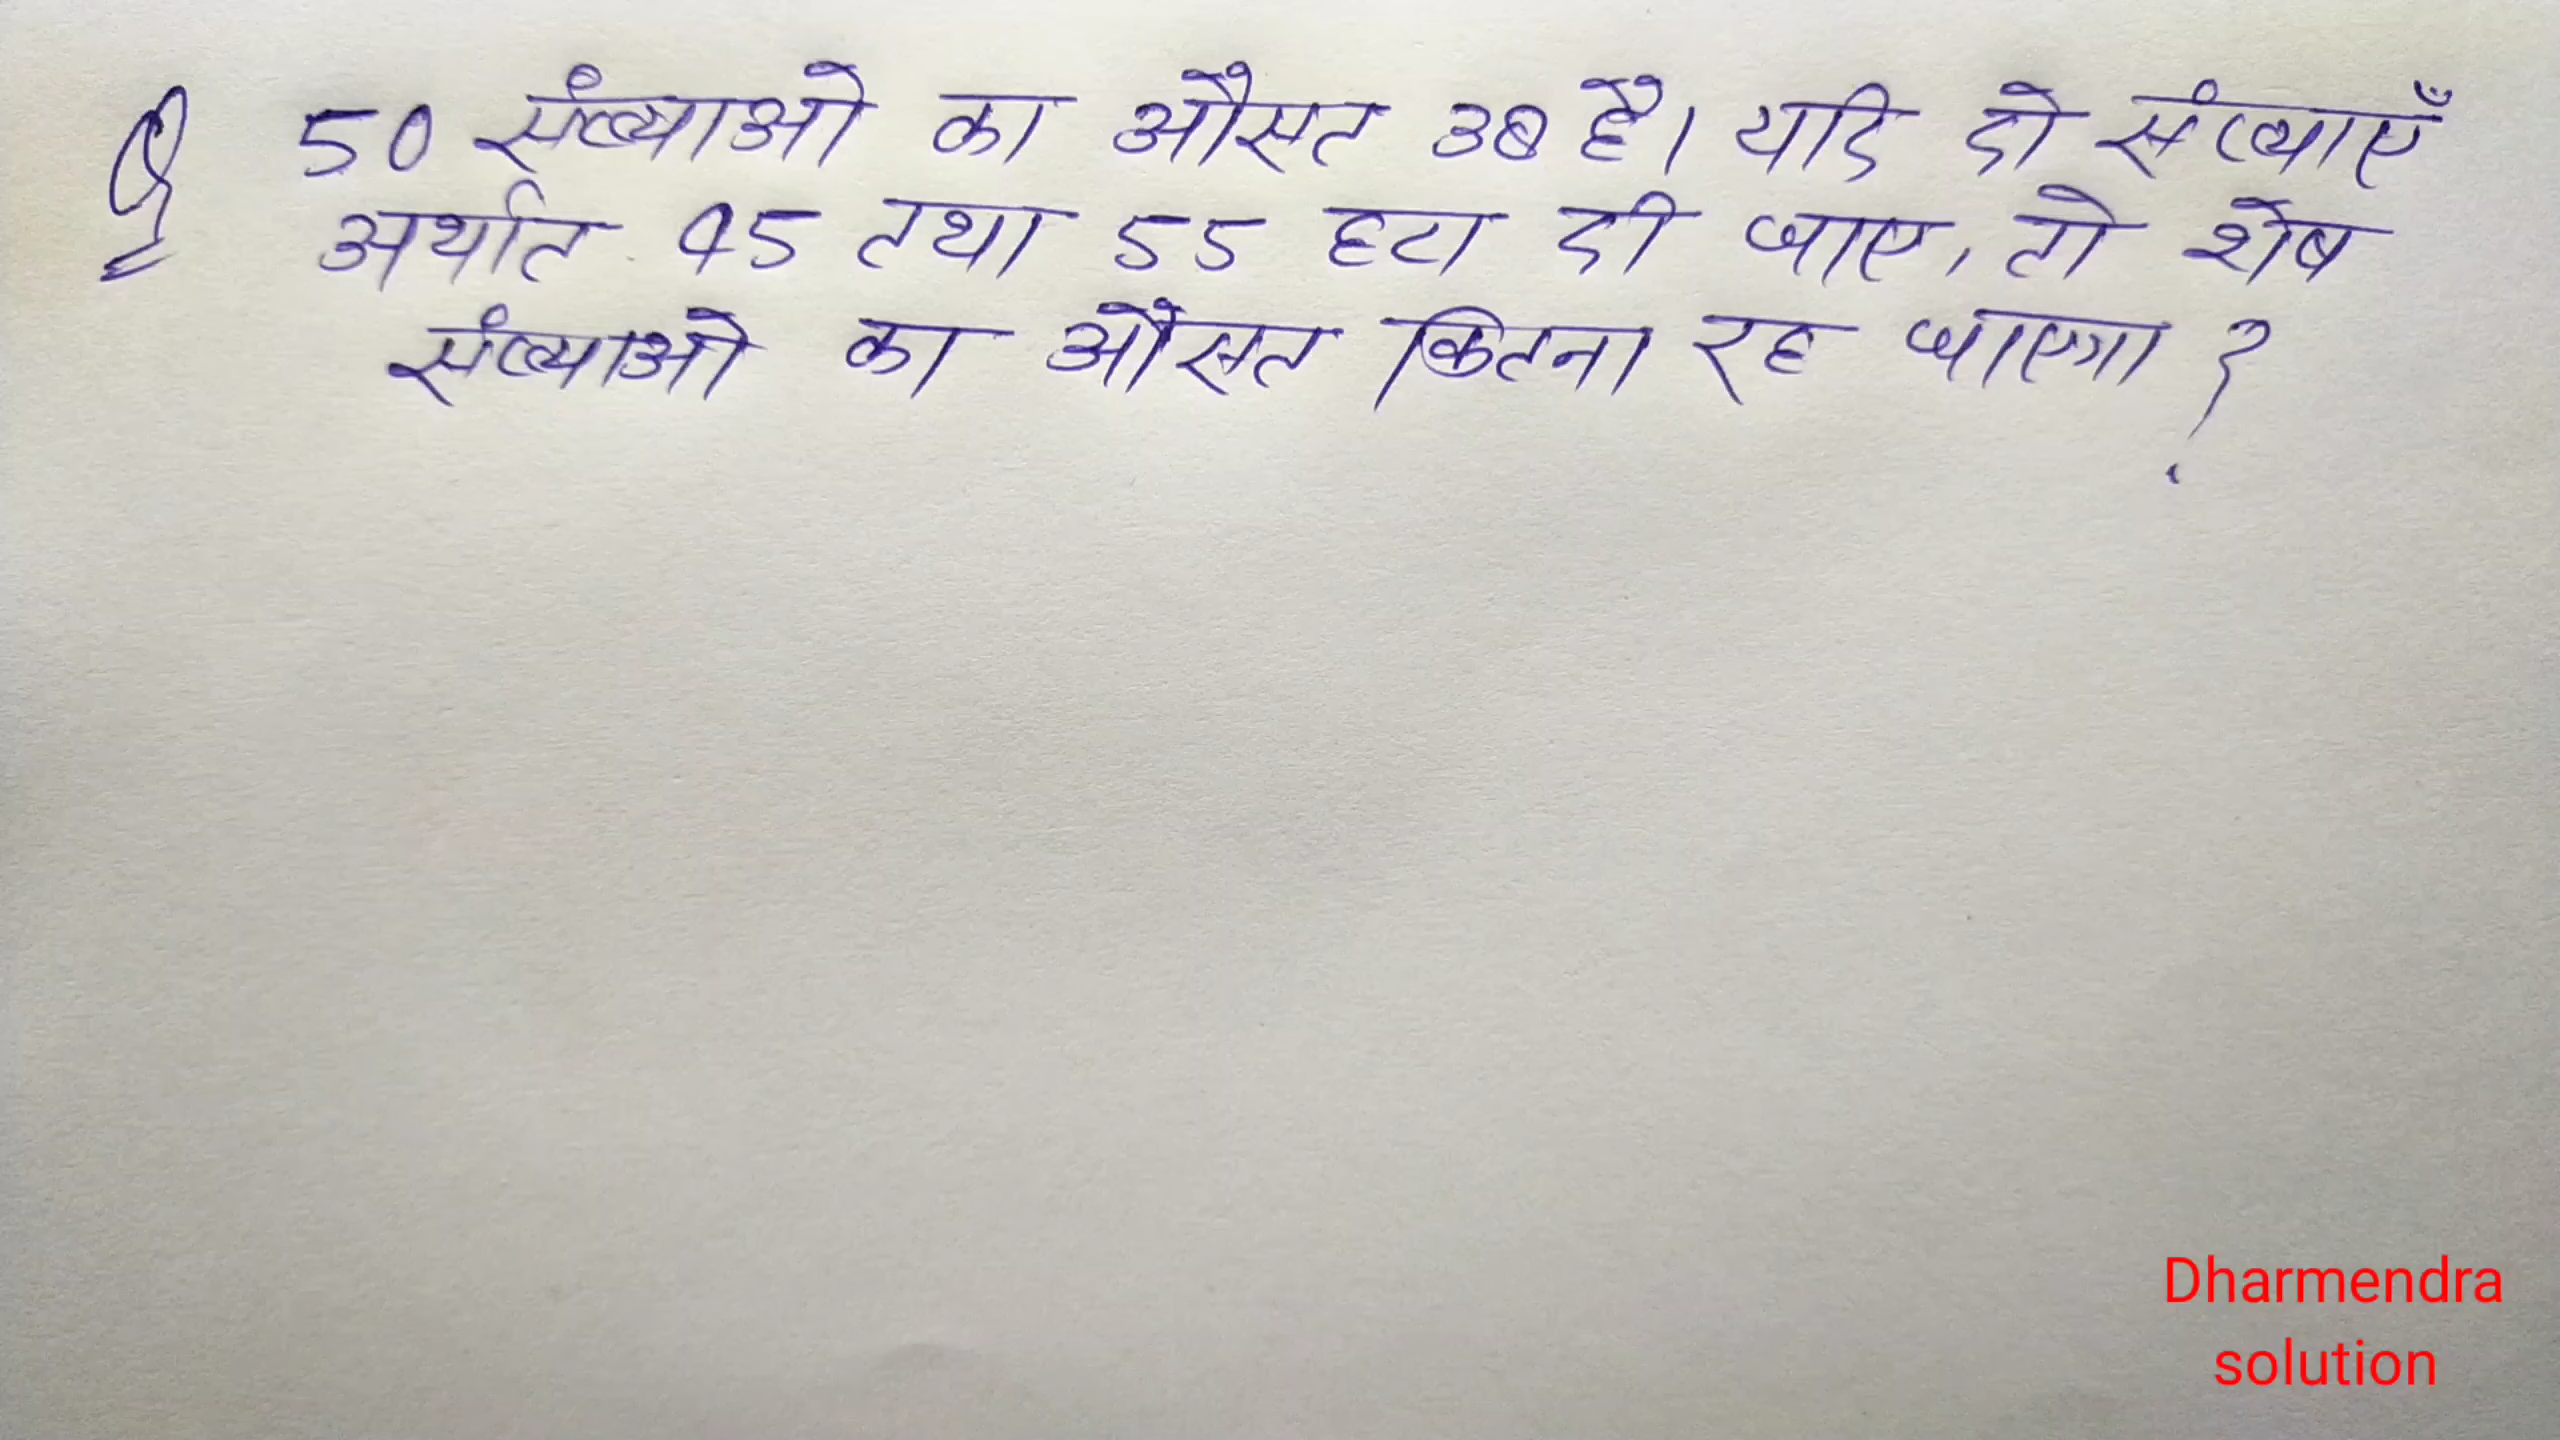 Q 50 संख्याओ का औसत 38 है। यदि दो संख्याएँ
अर्थात 45 तथा 55 हटा दी जाए, तो शेष
संख्याओ का औसत कितना रह जाएगा ?
Dharmendra
solution